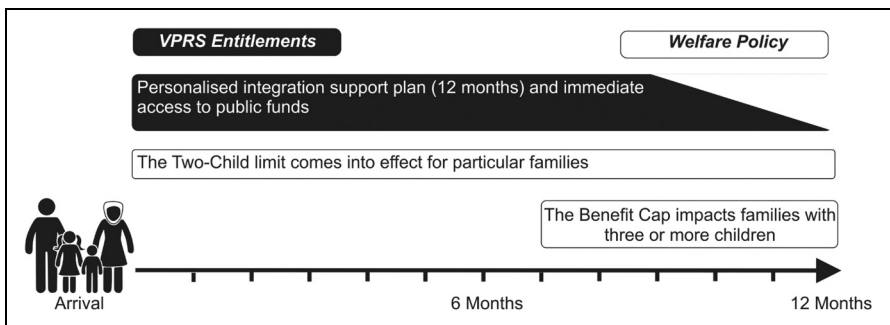 VPRS Entitlements
Welfare Policy
Personalised integration support plan (12 months) and immediate
access to public funds
The Two-Child limit comes into effect for particular families
The Benefit Cap impacts families with
three or more children
Arrival
6 Months
12 Months